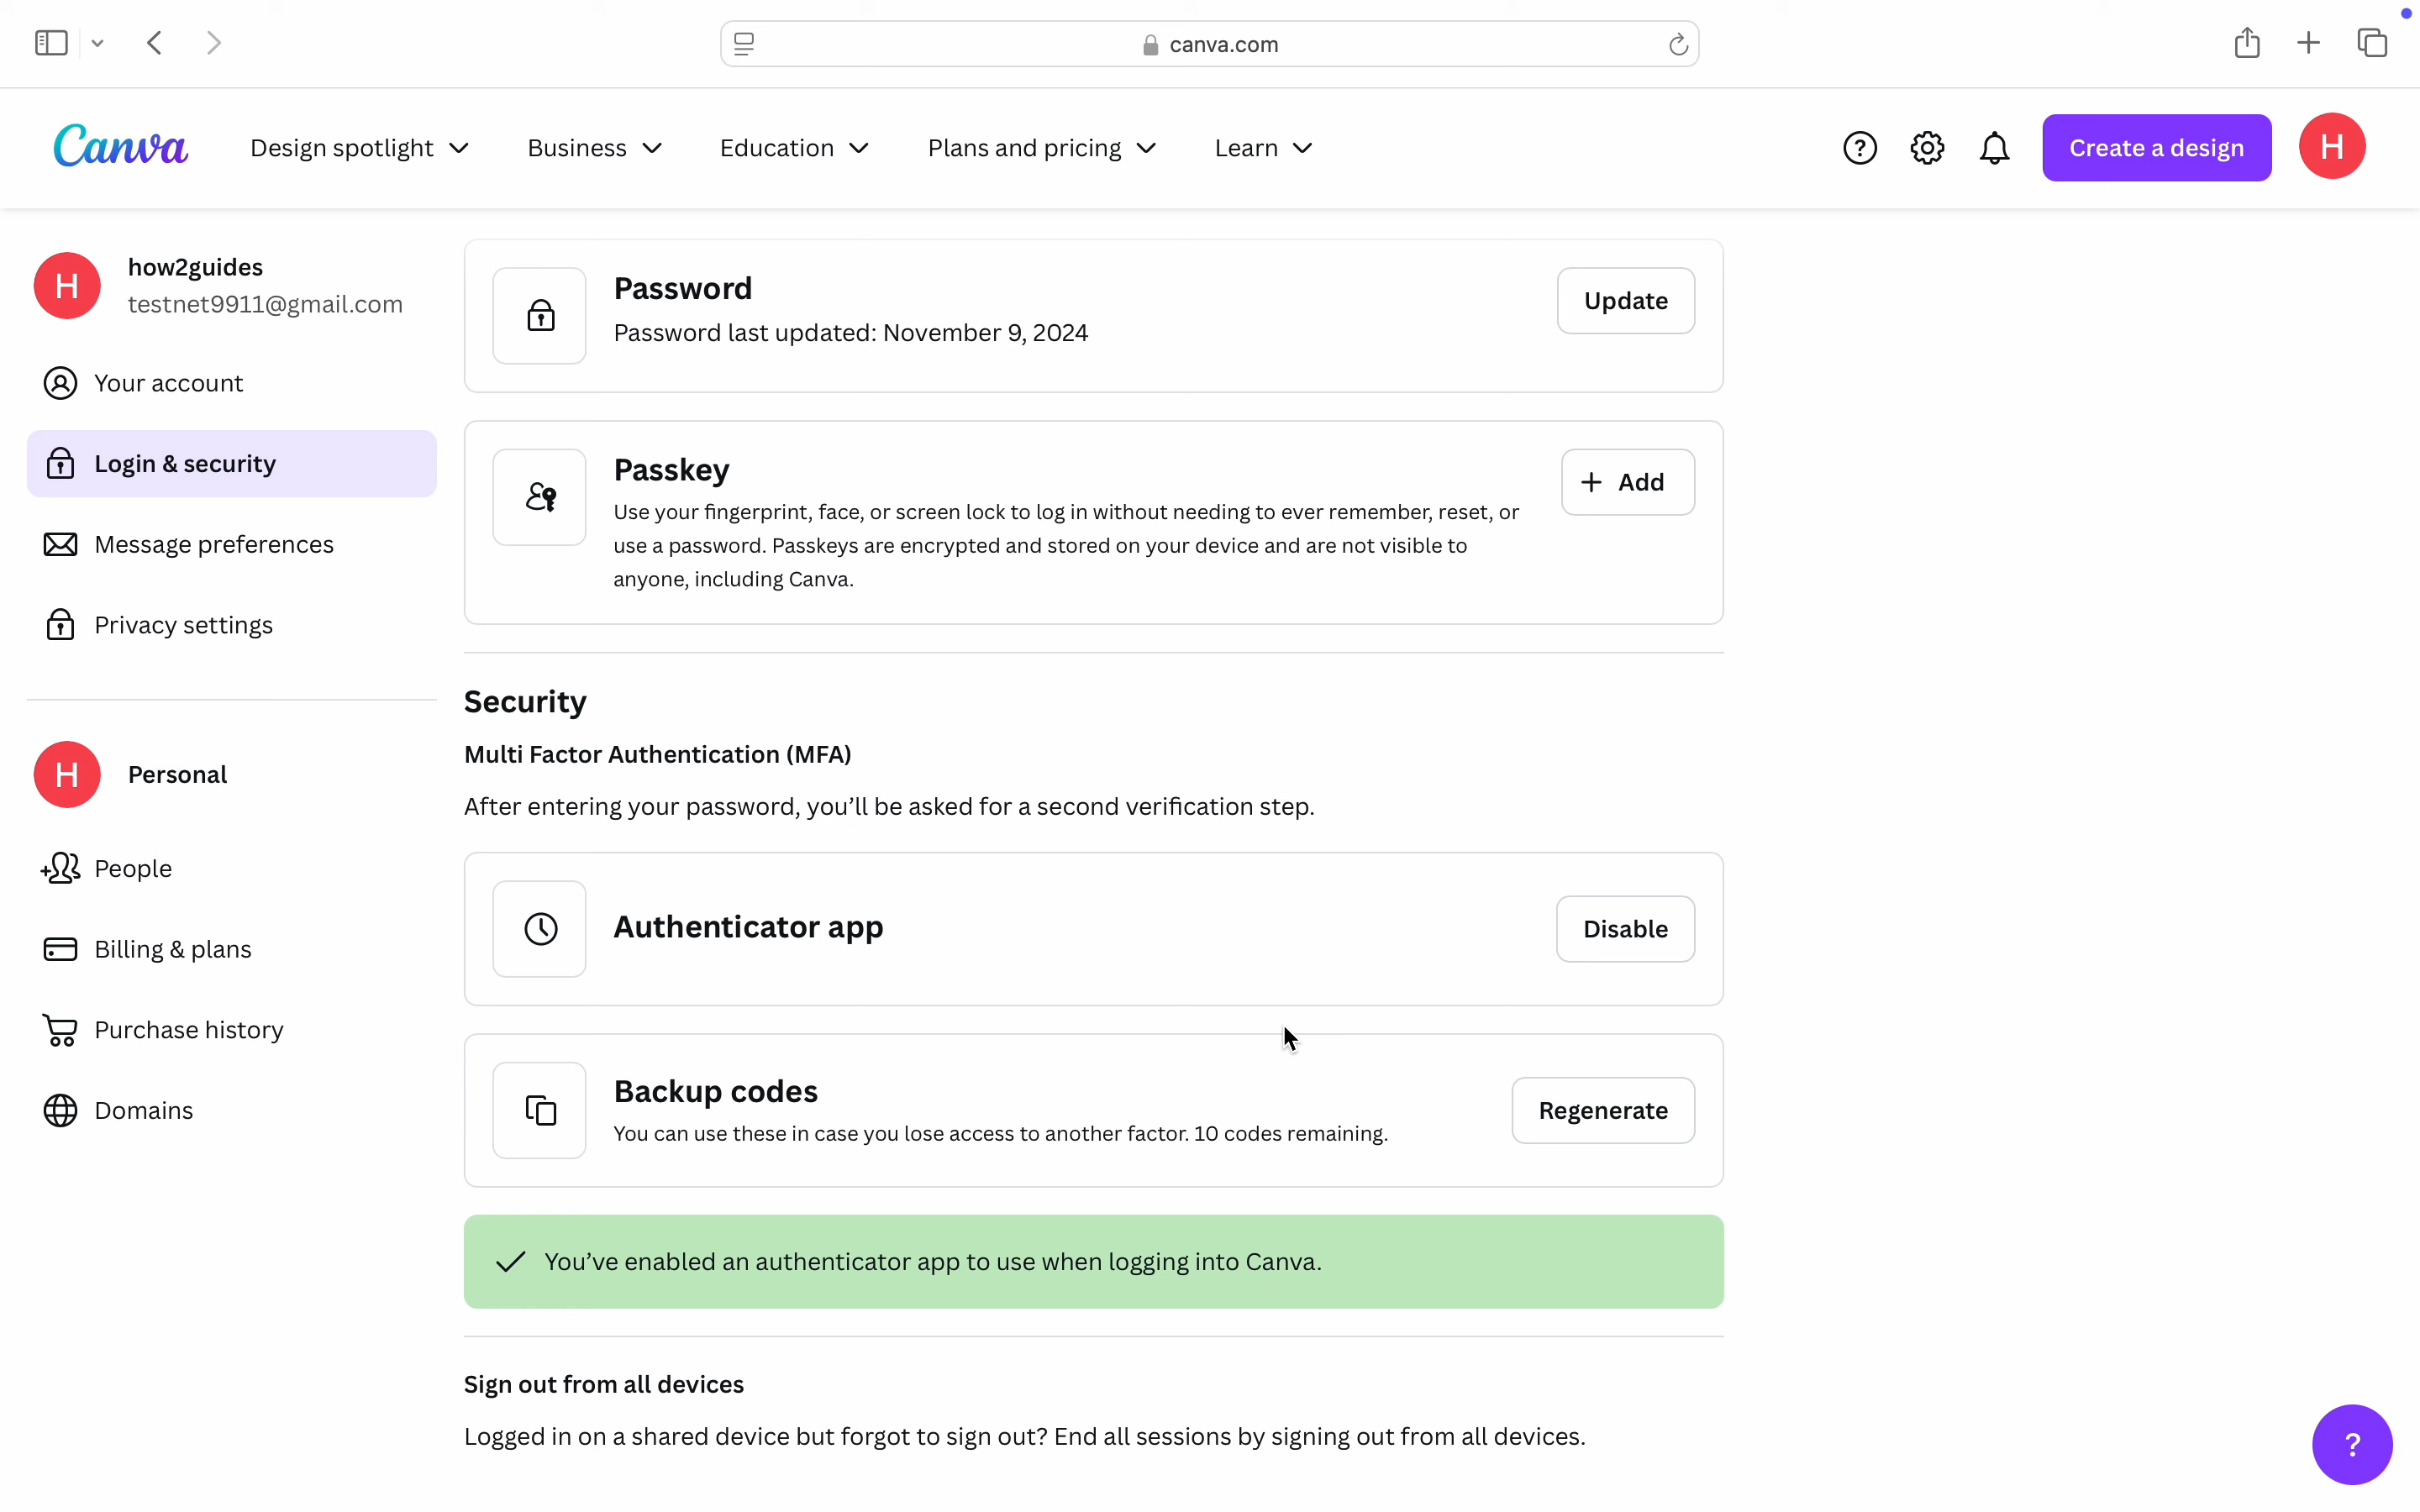 canva.com
Canva
Design spotlight
Business
Education
Plans and pricing
Learn
?
Create a design
H
H
how2guides
testnet9911@gmail.com
Your account
Login & security
Message preferences
Privacy settings
H
Personal
People
Billing & plans
Purchase history
Domains
Password
Password last updated: November 9, 2024
Update
Passkey
Use your fingerprint, face, or screen lock to log in without needing to ever remember, reset, or
use a password. Passkeys are encrypted and stored on your device and are not visible to
anyone, including Canva.
+ Add
Security
Multi Factor Authentication (MFA)
After entering your password, you’ll be asked for a second verification step.
Authenticator app
Disable
Backup codes
You can use these in case you lose access to another factor. 10 codes remaining.
Regenerate
You’ve enabled an authenticator app to use when logging into Canva.
Sign out from all devices
Logged in on a shared device but forgot to sign out? End all sessions by signing out from all devices.
?